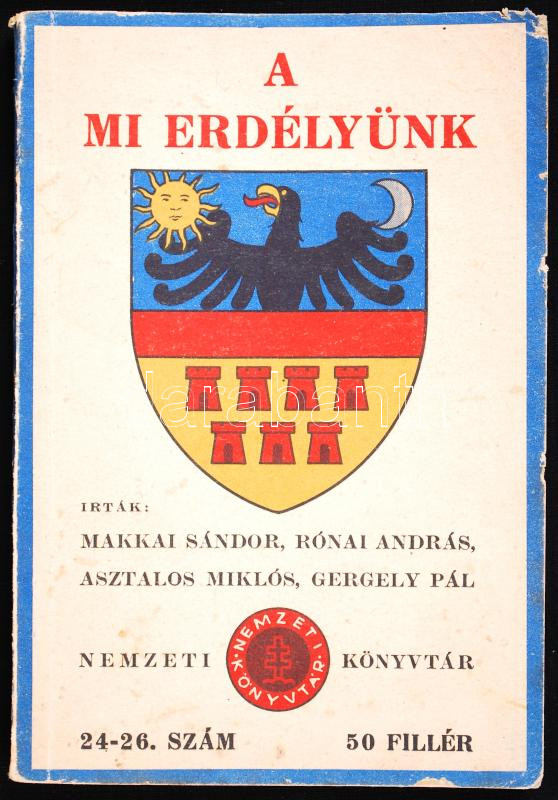 A
MI ERDÉLYÜNK
darabanth
IRTÁK:
MAKKAI SÁNDOR, RÓNAI ANDRÁS,
ASZTALOS MIKLÓS, GERGELY PÁL
NEMZETI KÖNYVTÁR
NEMZETI KÖNYVTÁR
24-26. SZÁM 50 FILLÉR